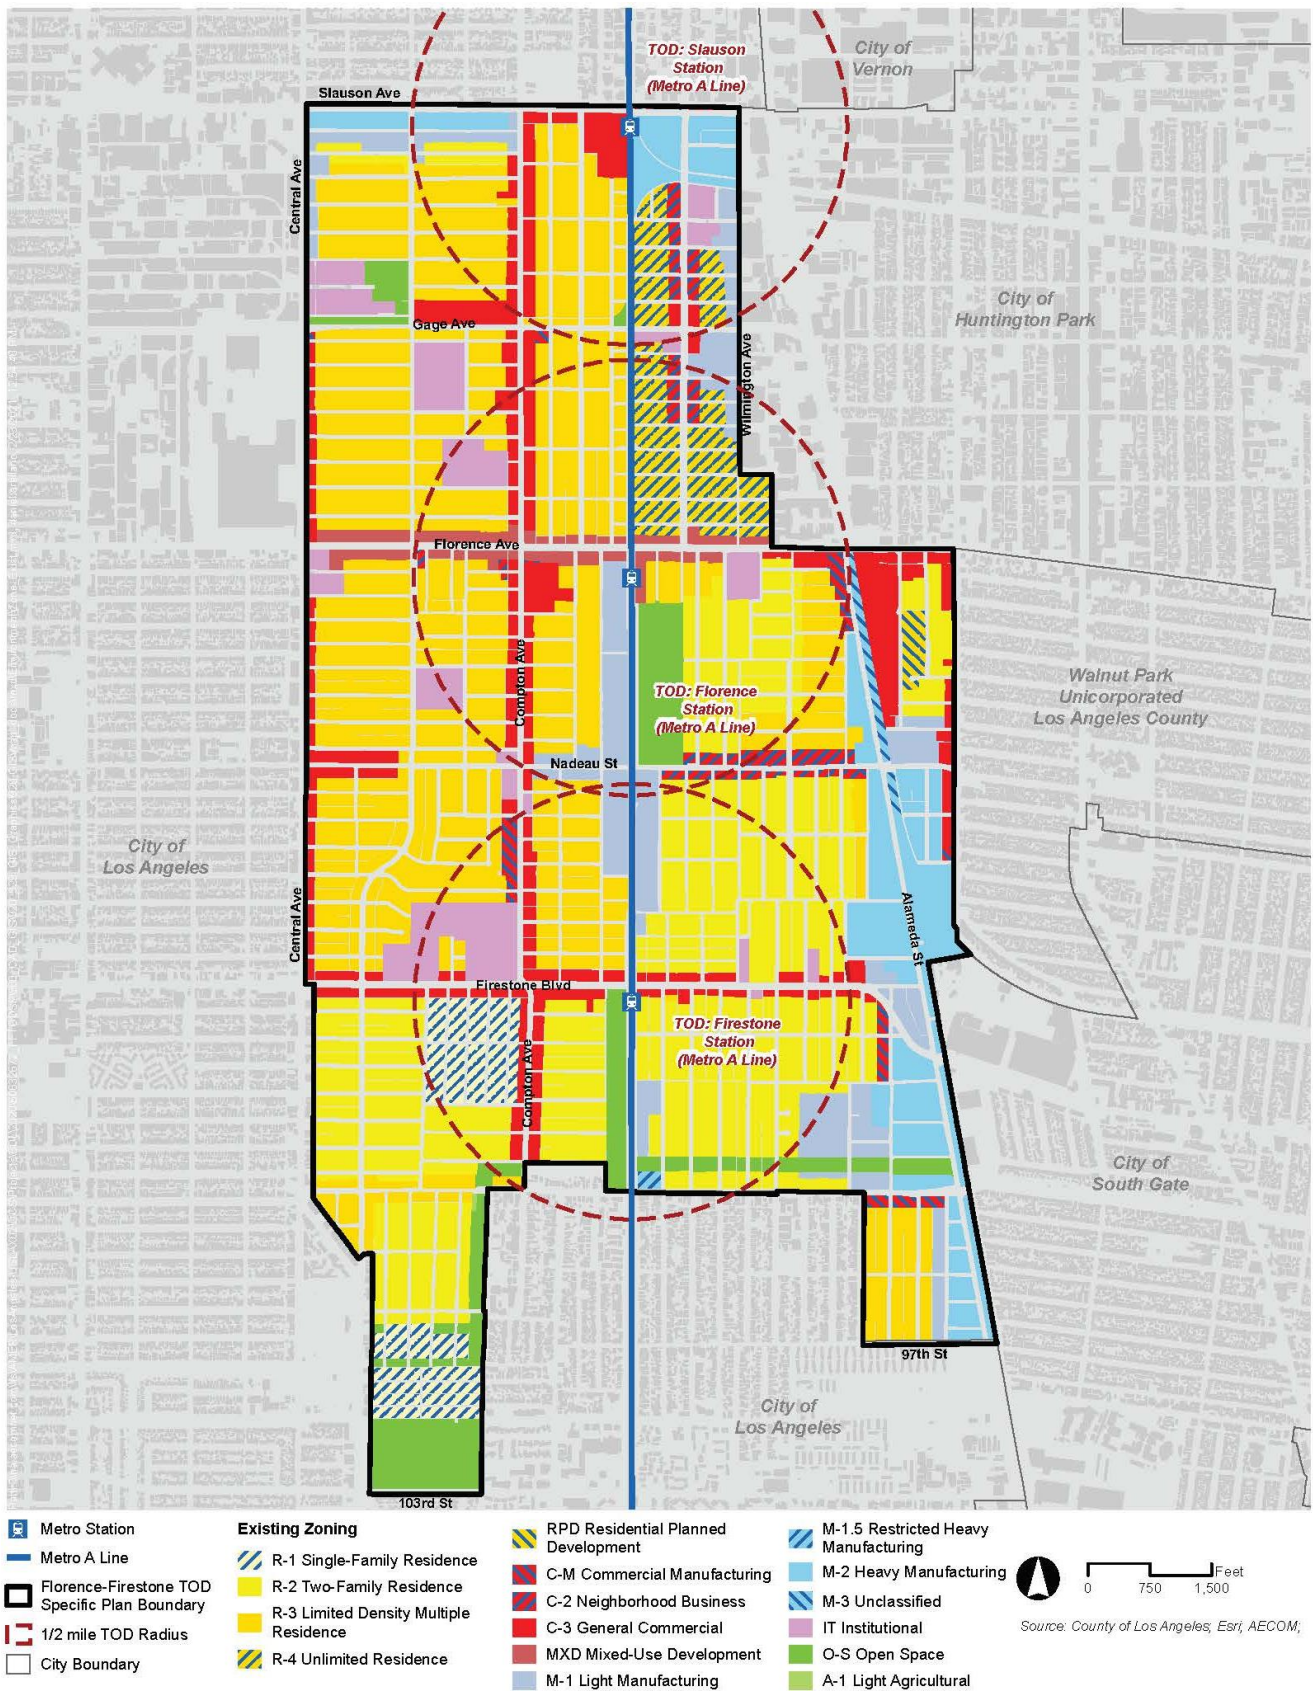 TOD: Slauson
Station
(Metro A Line)
City of
Vernon
Slauson Ave
Central Ave
City of
Huntington Park
Gage Ave
Wilmington Ave
Florence Ave
Compton Ave
TOD: Florence
Station
(Metro A Line)
Walnut Park
Unicorporated
Los Angeles County
Nadeau St
City of
Los Angeles
Central Ave
Alameda St
Firestone Blvd
TOD: Firestone
Station
(Metro A Line)
Compton Ave
City of
South Gate
97th St
City of
Los Angeles
103rd St
Metro Station
Metro A Line
Florence-Firestone TOD
Specific Plan Boundary
1/2 mile TOD Radius
City Boundary
Existing Zoning
R-1 Single-Family Residence
R-2 Two-Family Residence
R-3 Limited Density Multiple
Residence
R-4 Unlimited Residence
RPD Residential Planned
Development
C-M Commercial Manufacturing
C-2 Neighborhood Business
C-3 General Commercial
MXD Mixed-Use Development
M-1 Light Manufacturing
M-1.5 Restricted Heavy
Manufacturing
M-2 Heavy Manufacturing
M-3 Unclassified
IT Institutional
O-S Open Space
A-1 Light Agricultural
Feet
0 750 1,500
Source: County of Los Angeles; Esri; AECOM;